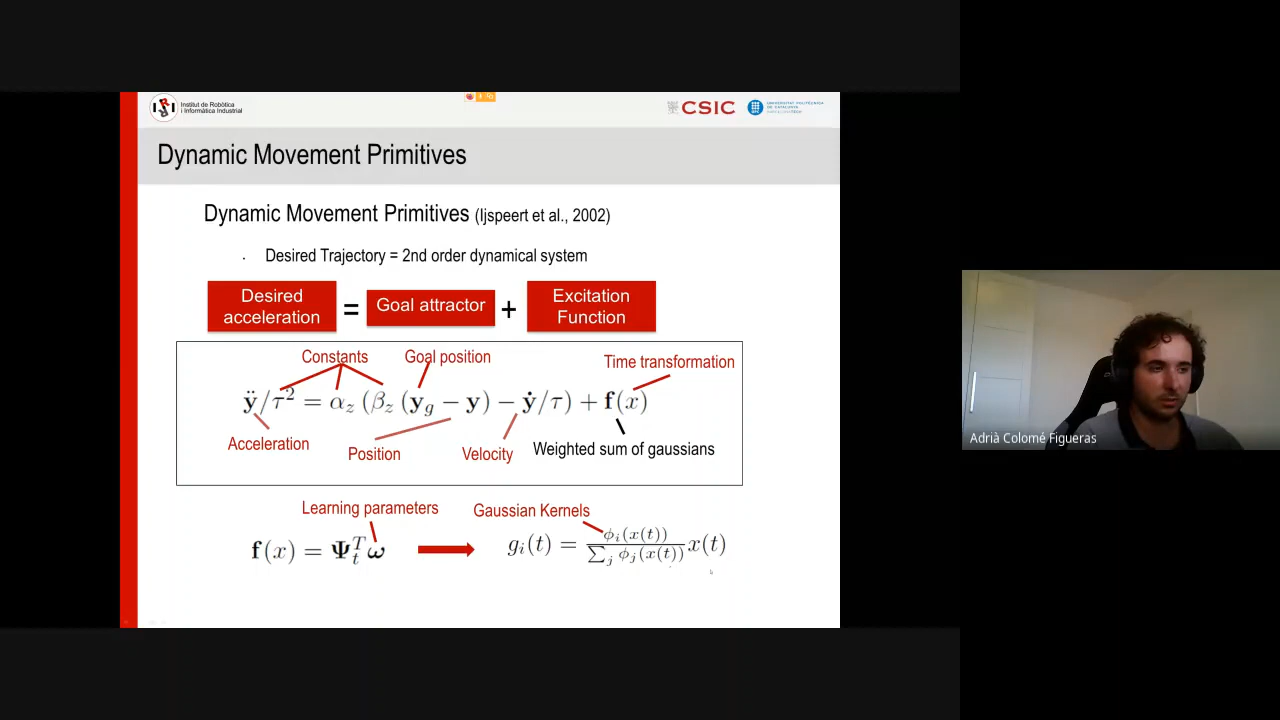 Institut de Robòtica
i Informàtica Industrial
CSIC
UNIVERSITAT POLITÈCNICA
DE CATALUNYA
BARCELONATECH
Dynamic Movement Primitives
Dynamic Movement Primitives (Ijspeert et al., 2002)
· Desired Trajectory = 2nd order dynamical system
Desired acceleration = Goal attractor + Excitation Function
Constants Goal position Time transformation
ÿ/τ² = α_z (β_z (y_g − y) − ẏ/τ) + f(x)
Acceleration Position Velocity Weighted sum of gaussians
Learning parameters Gaussian Kernels
f(x) = Ψ_t^T ω g_i(t) = φ_i(x(t)) / ∑_j φ_j(x(t)) x(t)
Adrià Colomé Figueras